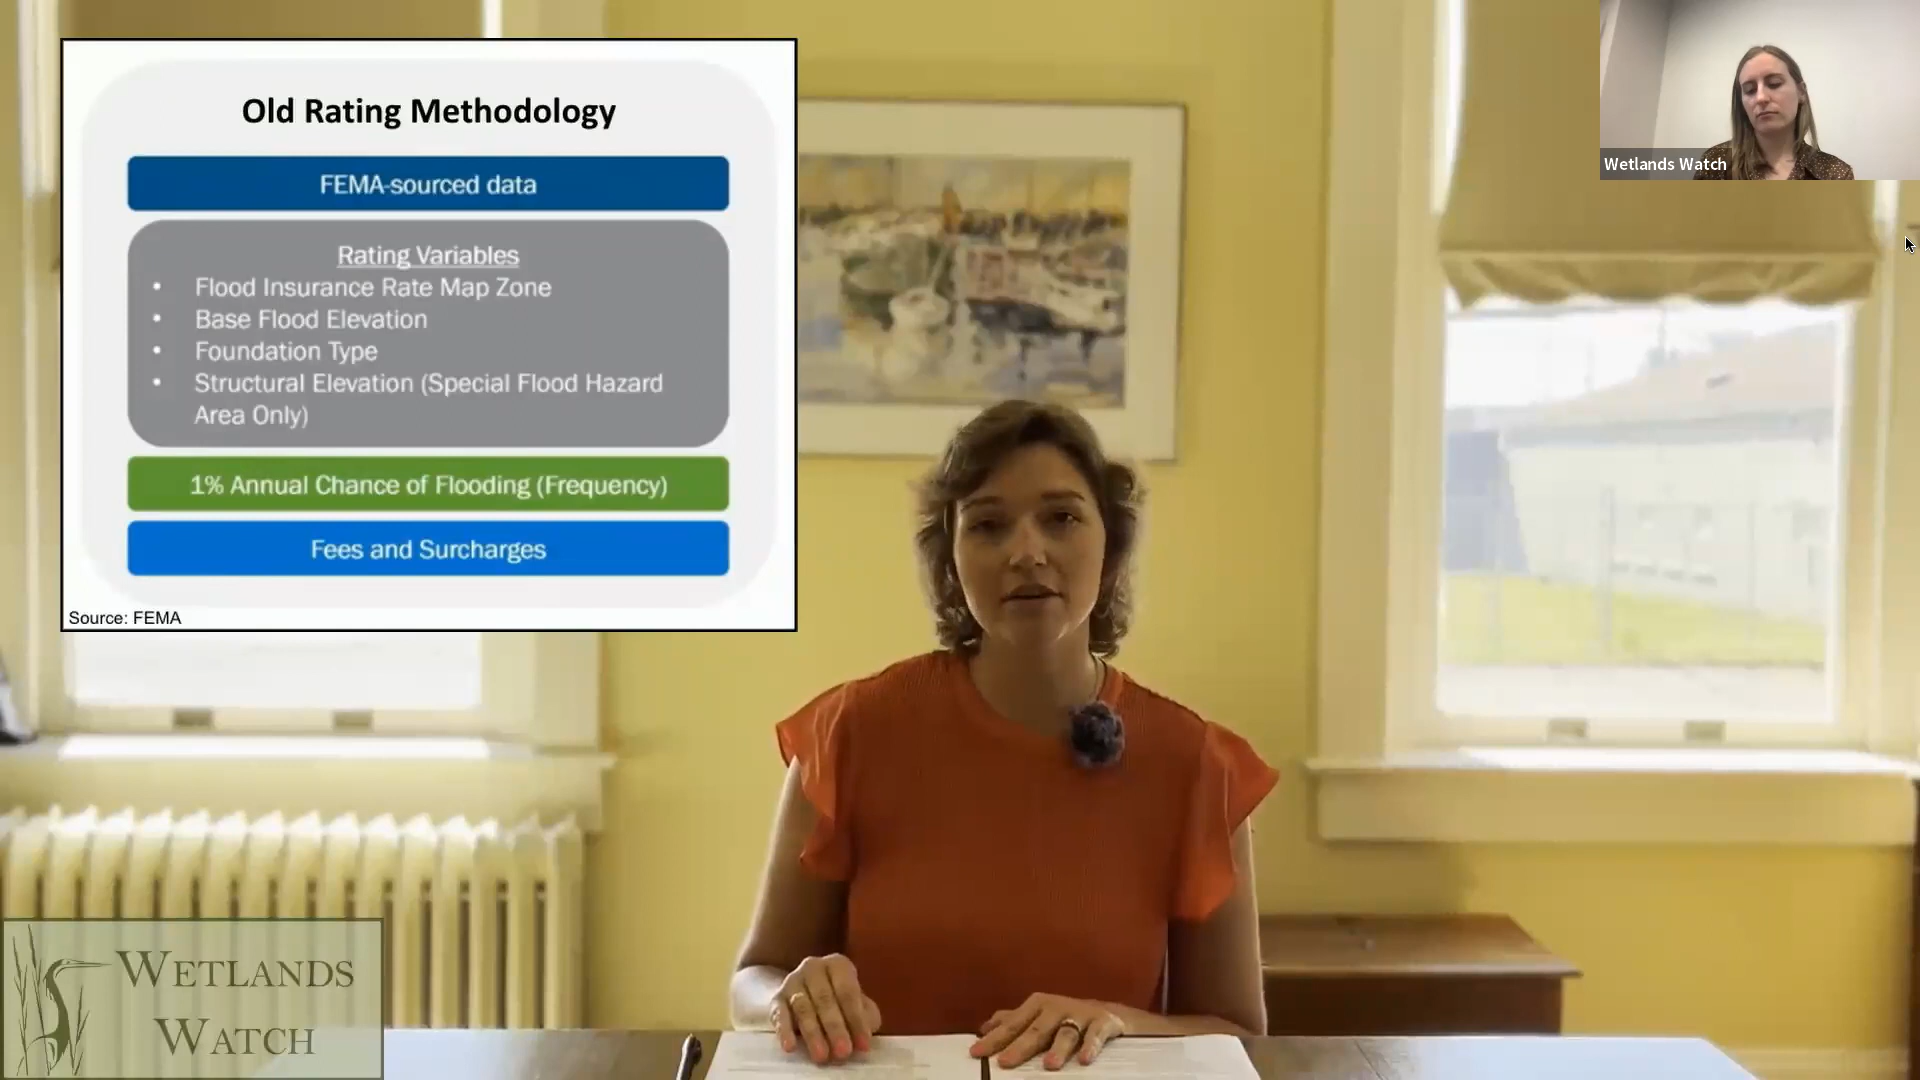 Old Rating Methodology
FEMA-sourced data
Rating Variables
• Flood Insurance Rate Map Zone
• Base Flood Elevation
• Foundation Type
• Structural Elevation (Special Flood Hazard
Area Only)
1% Annual Chance of Flooding (Frequency)
Fees and Surcharges
Source: FEMA
Wetlands Watch
WETLANDS
WATCH